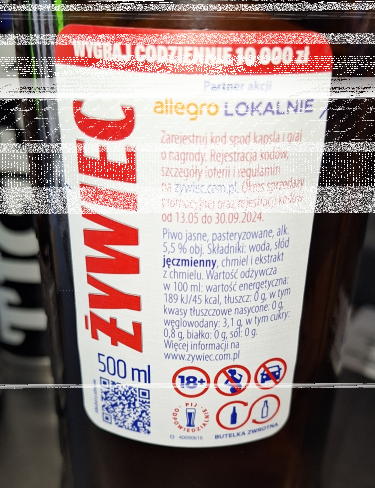 WYGRAJ CODZIENNIE 10 000 zł
Partner akcji
allegro LOKALNIE
Zarejestruj kod spod kapsla i graj
o nagrody. Rejestracja kodów,
szczegóły oferty i regulamin
na zywiec.com.pl. Okres sprzedaży
promocyjnej oraz rejestracji kodów
od 13.05 do 30.09.2024.
Piwo jasne, pasteryzowane, alk.
5,5 % obj. Składniki: woda, słód
jęczmienny, chmiel i ekstrakt
z chmielu. Wartość odżywcza
w 100 ml: wartość energetyczna:
189 kJ/45 kcal, tłuszcz: 0 g, w tym
kwasy tłuszczowe nasycone: 0 g,
węglowodany: 3,1 g, w tym cukry:
0,8 g, białko: 0 g, sól: 0 g.
Więcej informacji na
www.zywiec.com.pl
ŻYWIEC
500 ml
18+
PIJ
ODPOWIEDZIALNIE
BUTELKA ZWROTNA